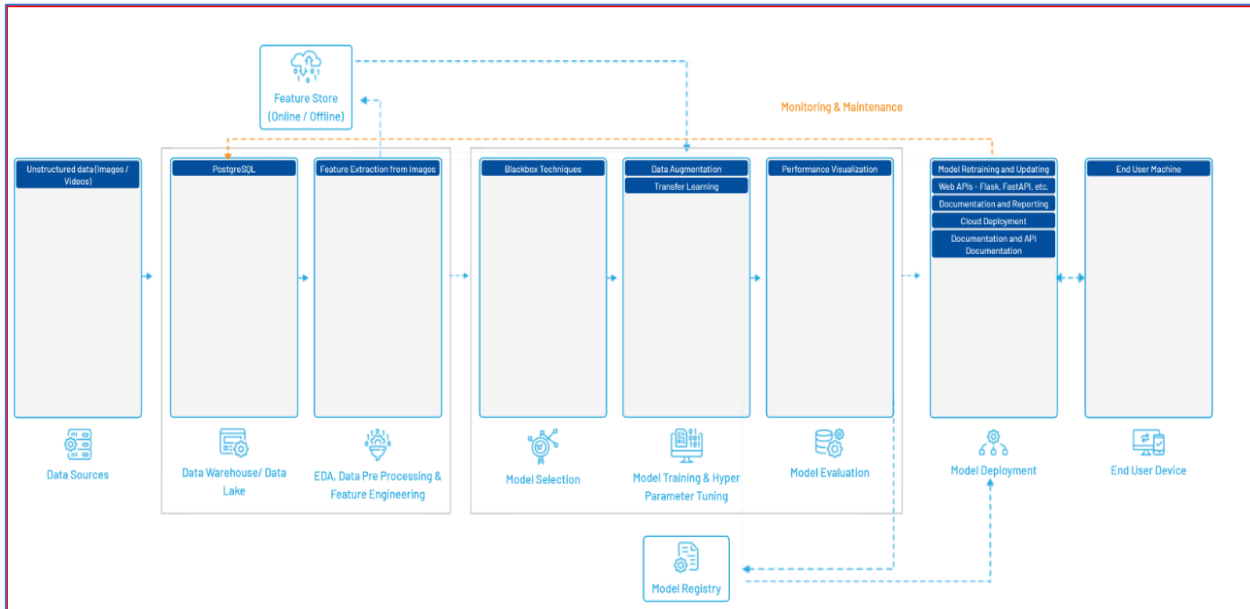 Feature Store
(Online / Offline)
Monitoring & Maintenance
Unstructured data (Images /
Videos)
PostgreSQL
Feature Extraction from Images
Blackbox Techniques
Data Augmentation
Transfer Learning
Performance Visualization
Model Retraining and Updating
Web APIs - Flask, FastAPI, etc.
Documentation and Reporting
Cloud Deployment
Documentation and API
Documentation
End User Machine
Data Sources
Data Warehouse/ Data
Lake
EDA, Data Pre Processing &
Feature Engineering
Model Selection
Model Training & Hyper
Parameter Tuning
Model Evaluation
Model Deployment
End User Device
Model Registry